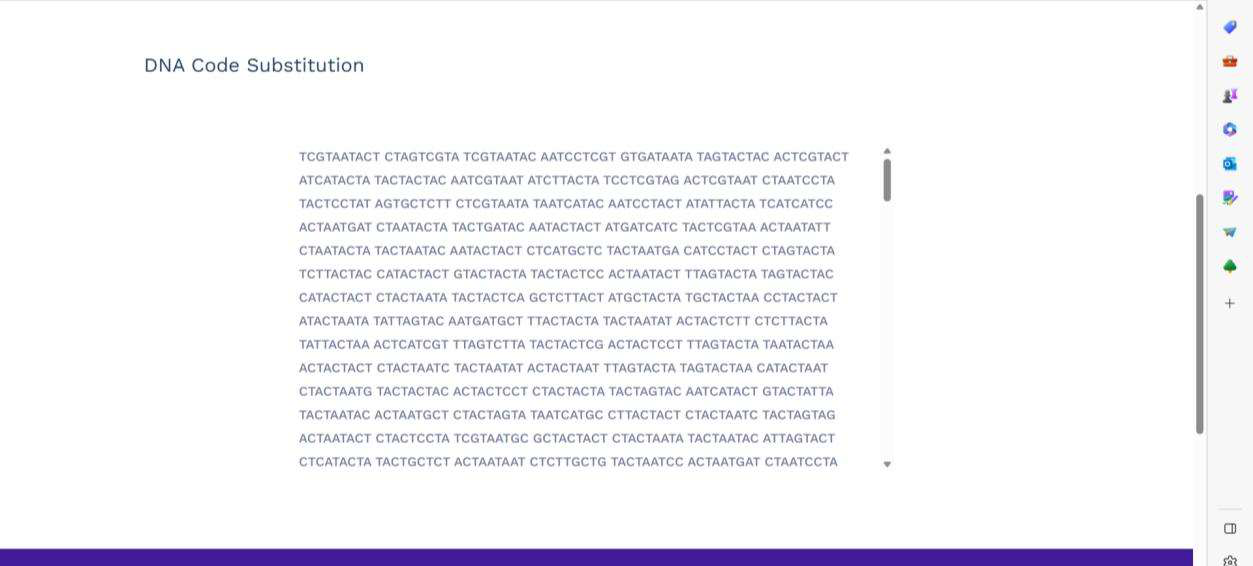 DNA Code Substitution
TCGTAATACT CTAGTCGTA TCGTAATAC AATCCTCGT GTGATAATA TAGTACTAC ACTCGTACT
ATCATACTA TACTACTAC AATCGTAAT ATCTTACTA TCCTCGTAG ACTCGTAAT CTAATCCTA
TACTCCTAT AGTGCTCTT CTCGTAATA TAATCATAC AATCCTACT ATATTACTA TCATCATCC
ACTAATGAT CTAATACTA TACTGATAC AATACTACT ATGATCATC TACTCGTAA ACTAATATT
CTAATACTA TACTAATAC AATACTACT CTCATGCTC TACTAATGA CATCCTACT CTAGTACTA
TCTTACTAC CATACTACT GTACTACTA TACTACTCC ACTAATACT TTAGTACTA TAGTACTAC
CATACTACT CTACTAATA TACTACTCA GCTCTTACT ATGCTACTA TGCTACTAA CCTACTACT
ATACTAATA TATTAGTAC AATGATGCT TTACTACTA TACTAATAT ACTACTCTT CTCTTACTA
TATTACTAA ACTCATCGT TTAGTCTTA TACTACTCG ACTACTCCT TTAGTACTA TAATACTAA
ACTACTACT CTACTAATC TACTAATAT ACTACTAAT TTAGTACTA TAGTACTAA CATACTAAT
CTACTAATG TACTACTAC ACTACTCCT CTACTACTA TACTAGTAC AATCATACT GTACTATTA
TACTAATAC ACTAATGCT CTACTAGTA TAATCATGC CTTACTACT CTACTAATC TACTAGTAG
ACTAATACT CTACTCCTA TCGTAATGC GCTACTACT CTACTAATA TACTAATAC ATTAGTACT
CTCATACTA TACTGCTCT ACTAATAAT CTCTTGCTG TACTAATCC ACTAATGAT CTAATCCTA